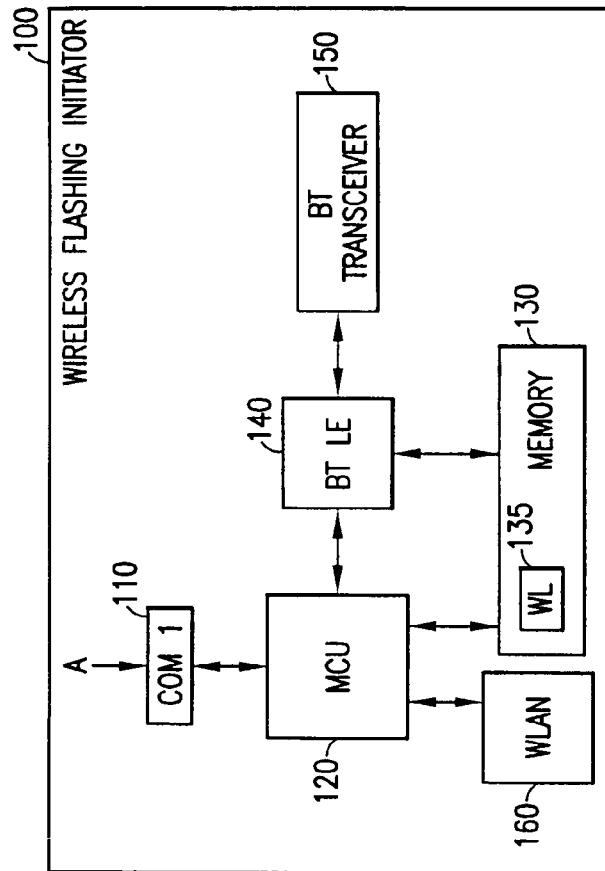 100
WIRELESS FLASHING INITIATOR
A
110
COM 1
140
150
MCU
BT LE
BT
TRANSCEIVER
120
135
130
WLAN
WL
MEMORY
160